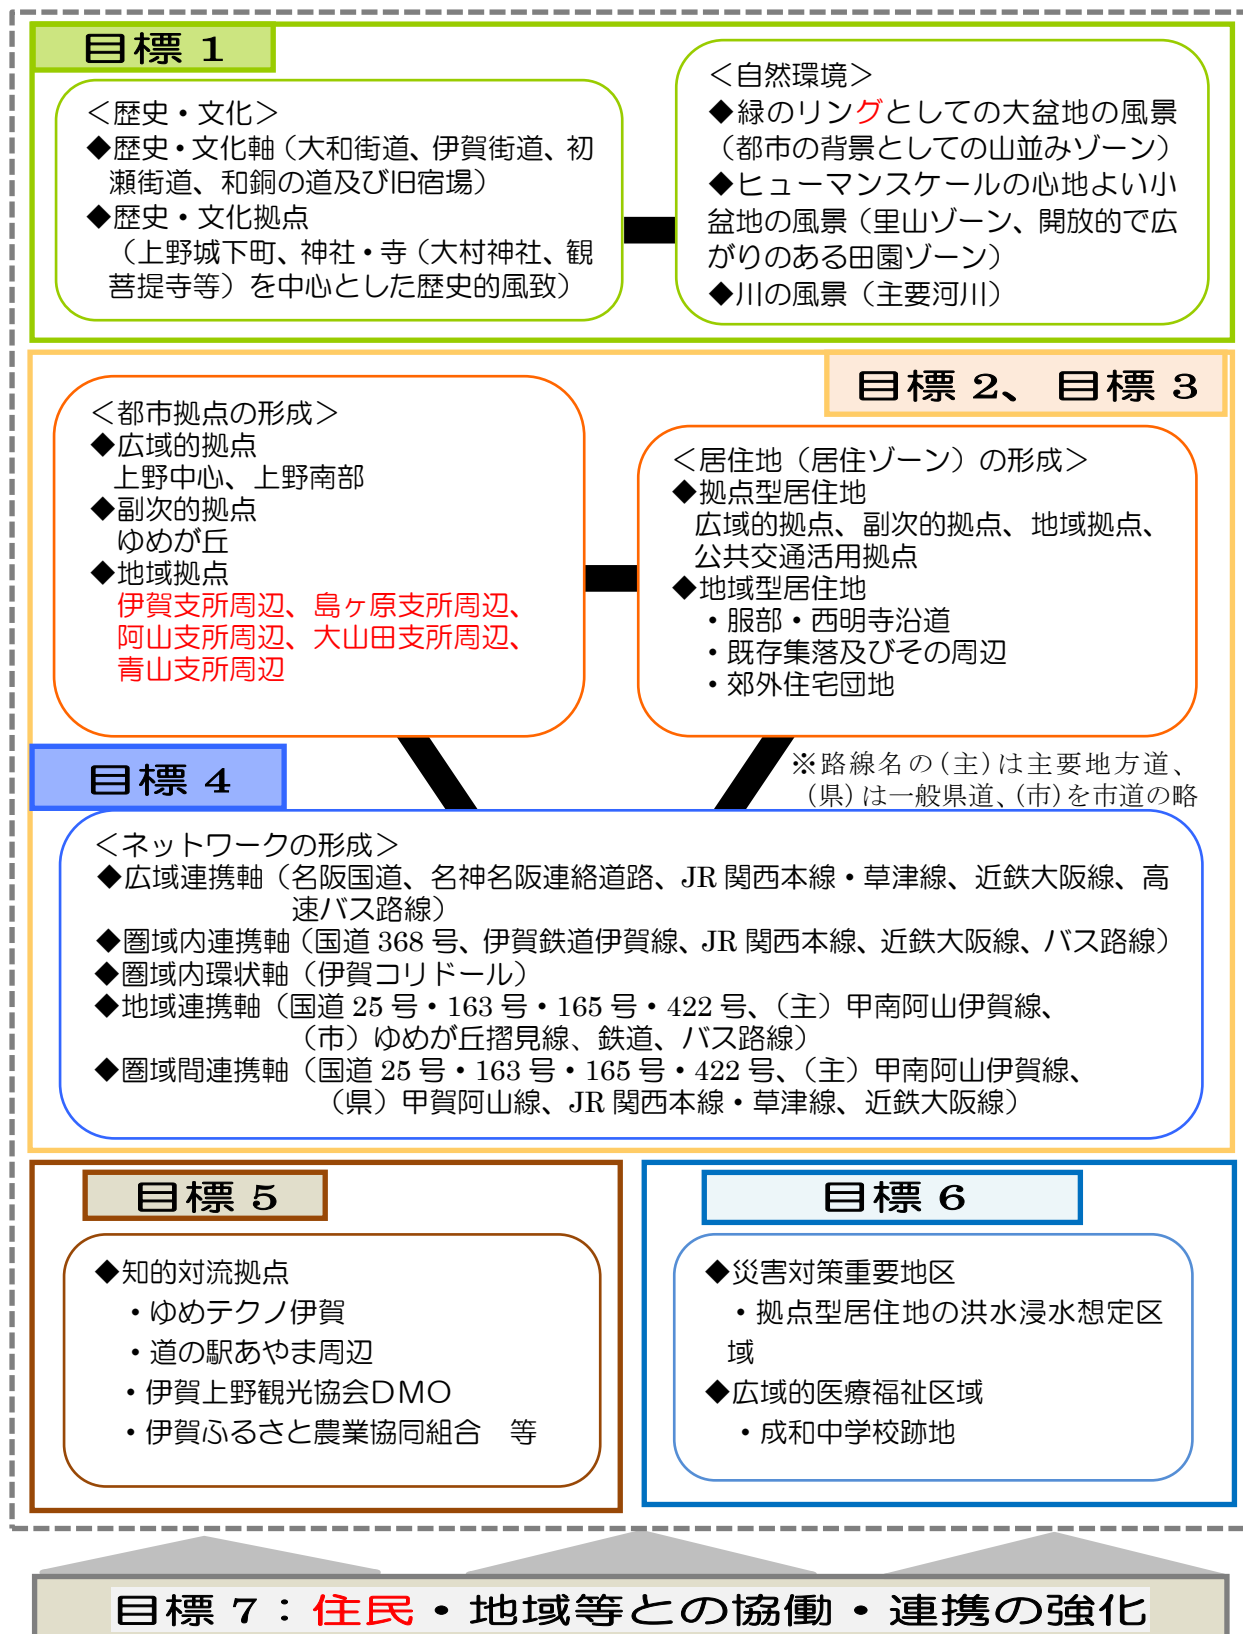 目標 1
＜歴史・文化＞
◆歴史・文化軸（大和街道、伊賀街道、初
瀬街道、和銅の道及び旧宿場）
◆歴史・文化拠点
（上野城下町、神社・寺（大村神社、観
菩提寺等）を中心とした歴史的風致）
＜自然環境＞
◆緑のリングとしての大盆地の風景
（都市の背景としての山並みゾーン）
◆ヒューマンスケールの心地よい小
盆地の風景（里山ゾーン、開放的で広
がりのある田園ゾーン）
◆川の風景（主要河川）
目標 2、目標 3
＜都市拠点の形成＞
◆広域的拠点
上野中心、上野南部
◆副次的拠点
ゆめが丘
◆地域拠点
伊賀支所周辺、島ヶ原支所周辺、
阿山支所周辺、大山田支所周辺、
青山支所周辺
＜居住地（居住ゾーン）の形成＞
◆拠点型居住地
広域的拠点、副次的拠点、地域拠点、
公共交通活用拠点
◆地域型居住地
・服部・西明寺沿道
・既存集落及びその周辺
・郊外住宅団地
※路線名の（主）は主要地方道、
（県）は一般県道、（市）を市道の略
目標 4
＜ネットワークの形成＞
◆広域連携軸（名阪国道、名神名阪連絡道路、JR 関西本線・草津線、近鉄大阪線、高
速バス路線）
◆圏域内連携軸（国道 368 号、伊賀鉄道伊賀線、JR 関西本線、近鉄大阪線、バス路線）
◆圏域内環状軸（伊賀コリドール）
◆地域連携軸（国道 25 号・163 号・165 号・422 号、（主）甲南阿山伊賀線、
（市）ゆめが丘摺見線、鉄道、バス路線）
◆圏域間連携軸（国道 25 号・163 号・165 号・422 号、（主）甲南阿山伊賀線、
（県）甲賀阿山線、JR 関西本線・草津線、近鉄大阪線）
目標 5
◆知的対流拠点
・ゆめテクノ伊賀
・道の駅あやま周辺
・伊賀上野観光協会ＤＭＯ
・伊賀ふるさと農業協同組合　等
目標 6
◆災害対策重要地区
・拠点型居住地の洪水浸水想定区
域
◆広域的医療福祉区域
・成和中学校跡地
目標 7：住民・地域等との協働・連携の強化